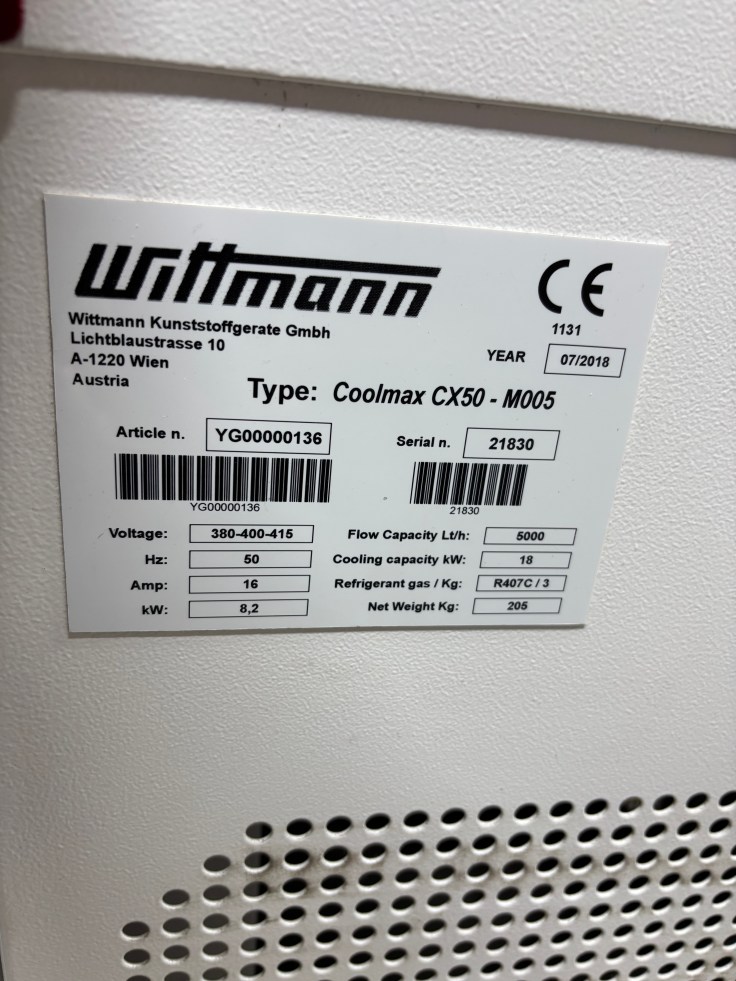 Wittmann
CE
1131
Wittmann Kunststoffgerate Gmbh
Lichtblaustrasse 10
A-1220 Wien
Austria
YEAR 07/2018
Type: Coolmax CX50 - M005
Article n. YG00000136 Serial n. 21830
YG00000136 21830
Voltage: 380-400-415 Flow Capacity Lt/h: 5000
Hz: 50 Cooling capacity kW: 18
Amp: 16 Refrigerant gas / Kg: R407C / 3
kW: 8,2 Net Weight Kg: 205